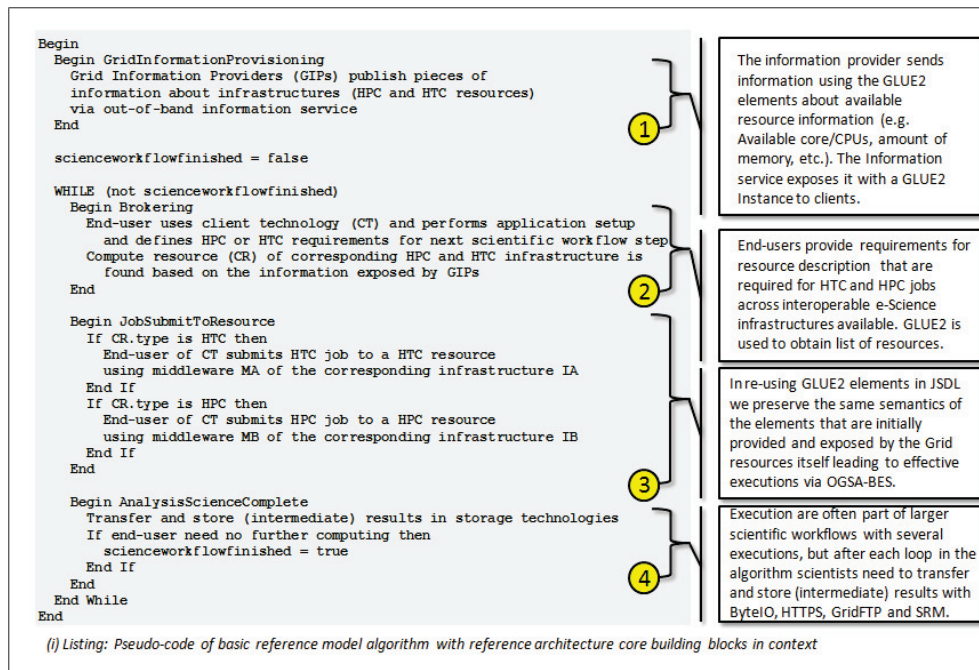 Begin
Begin GridInformationProvisioning
Grid Information Providers (GIPs) publish pieces of
information about infrastructures (HPC and HTC resources)
via out-of-band information service
End
scienceworkflowfinished = false
WHILE (not scienceworkflowfinished)
Begin Brokering
End-user uses client technology (CT) and performs application setup
and defines HPC or HTC requirements for next scientific workflow step
Compute resource (CR) of corresponding HPC and HTC infrastructure is
found based on the information exposed by GIPs
End
Begin JobSubmitToResource
If CR.type is HTC then
End-user of CT submits HTC job to a HTC resource
using middleware MA of the corresponding infrastructure IA
End If
If CR.type is HPC then
End-user of CT submits HPC job to a HPC resource
using middleware MB of the corresponding infrastructure IB
End If
End
Begin AnalysisScienceComplete
Transfer and store (intermediate) results in storage technologies
If end-user need no further computing then
scienceworkflowfinished = true
End If
End
End While
End
1
2
3
4
The information provider sends
information using the GLUE2
elements about available
resource information (e.g.
Available core/CPUs, amount of
memory, etc.). The Information
service exposes it with a GLUE2
Instance to clients.
End-users provide requirements for
resource description that are
required for HTC and HPC jobs
across interoperable e-Science
infrastructures available. GLUE2 is
used to obtain list of resources.
In re-using GLUE2 elements in JSDL
we preserve the same semantics of
the elements that are initially
provided and exposed by the Grid
resources itself leading to effective
executions via OGSA-BES.
Execution are often part of larger
scientific workflows with several
executions, but after each loop in the
algorithm scientists need to transfer
and store (intermediate) results with
ByteIO, HTTPS, GridFTP and SRM.
(i) Listing: Pseudo-code of basic reference model algorithm with reference architecture core building blocks in context